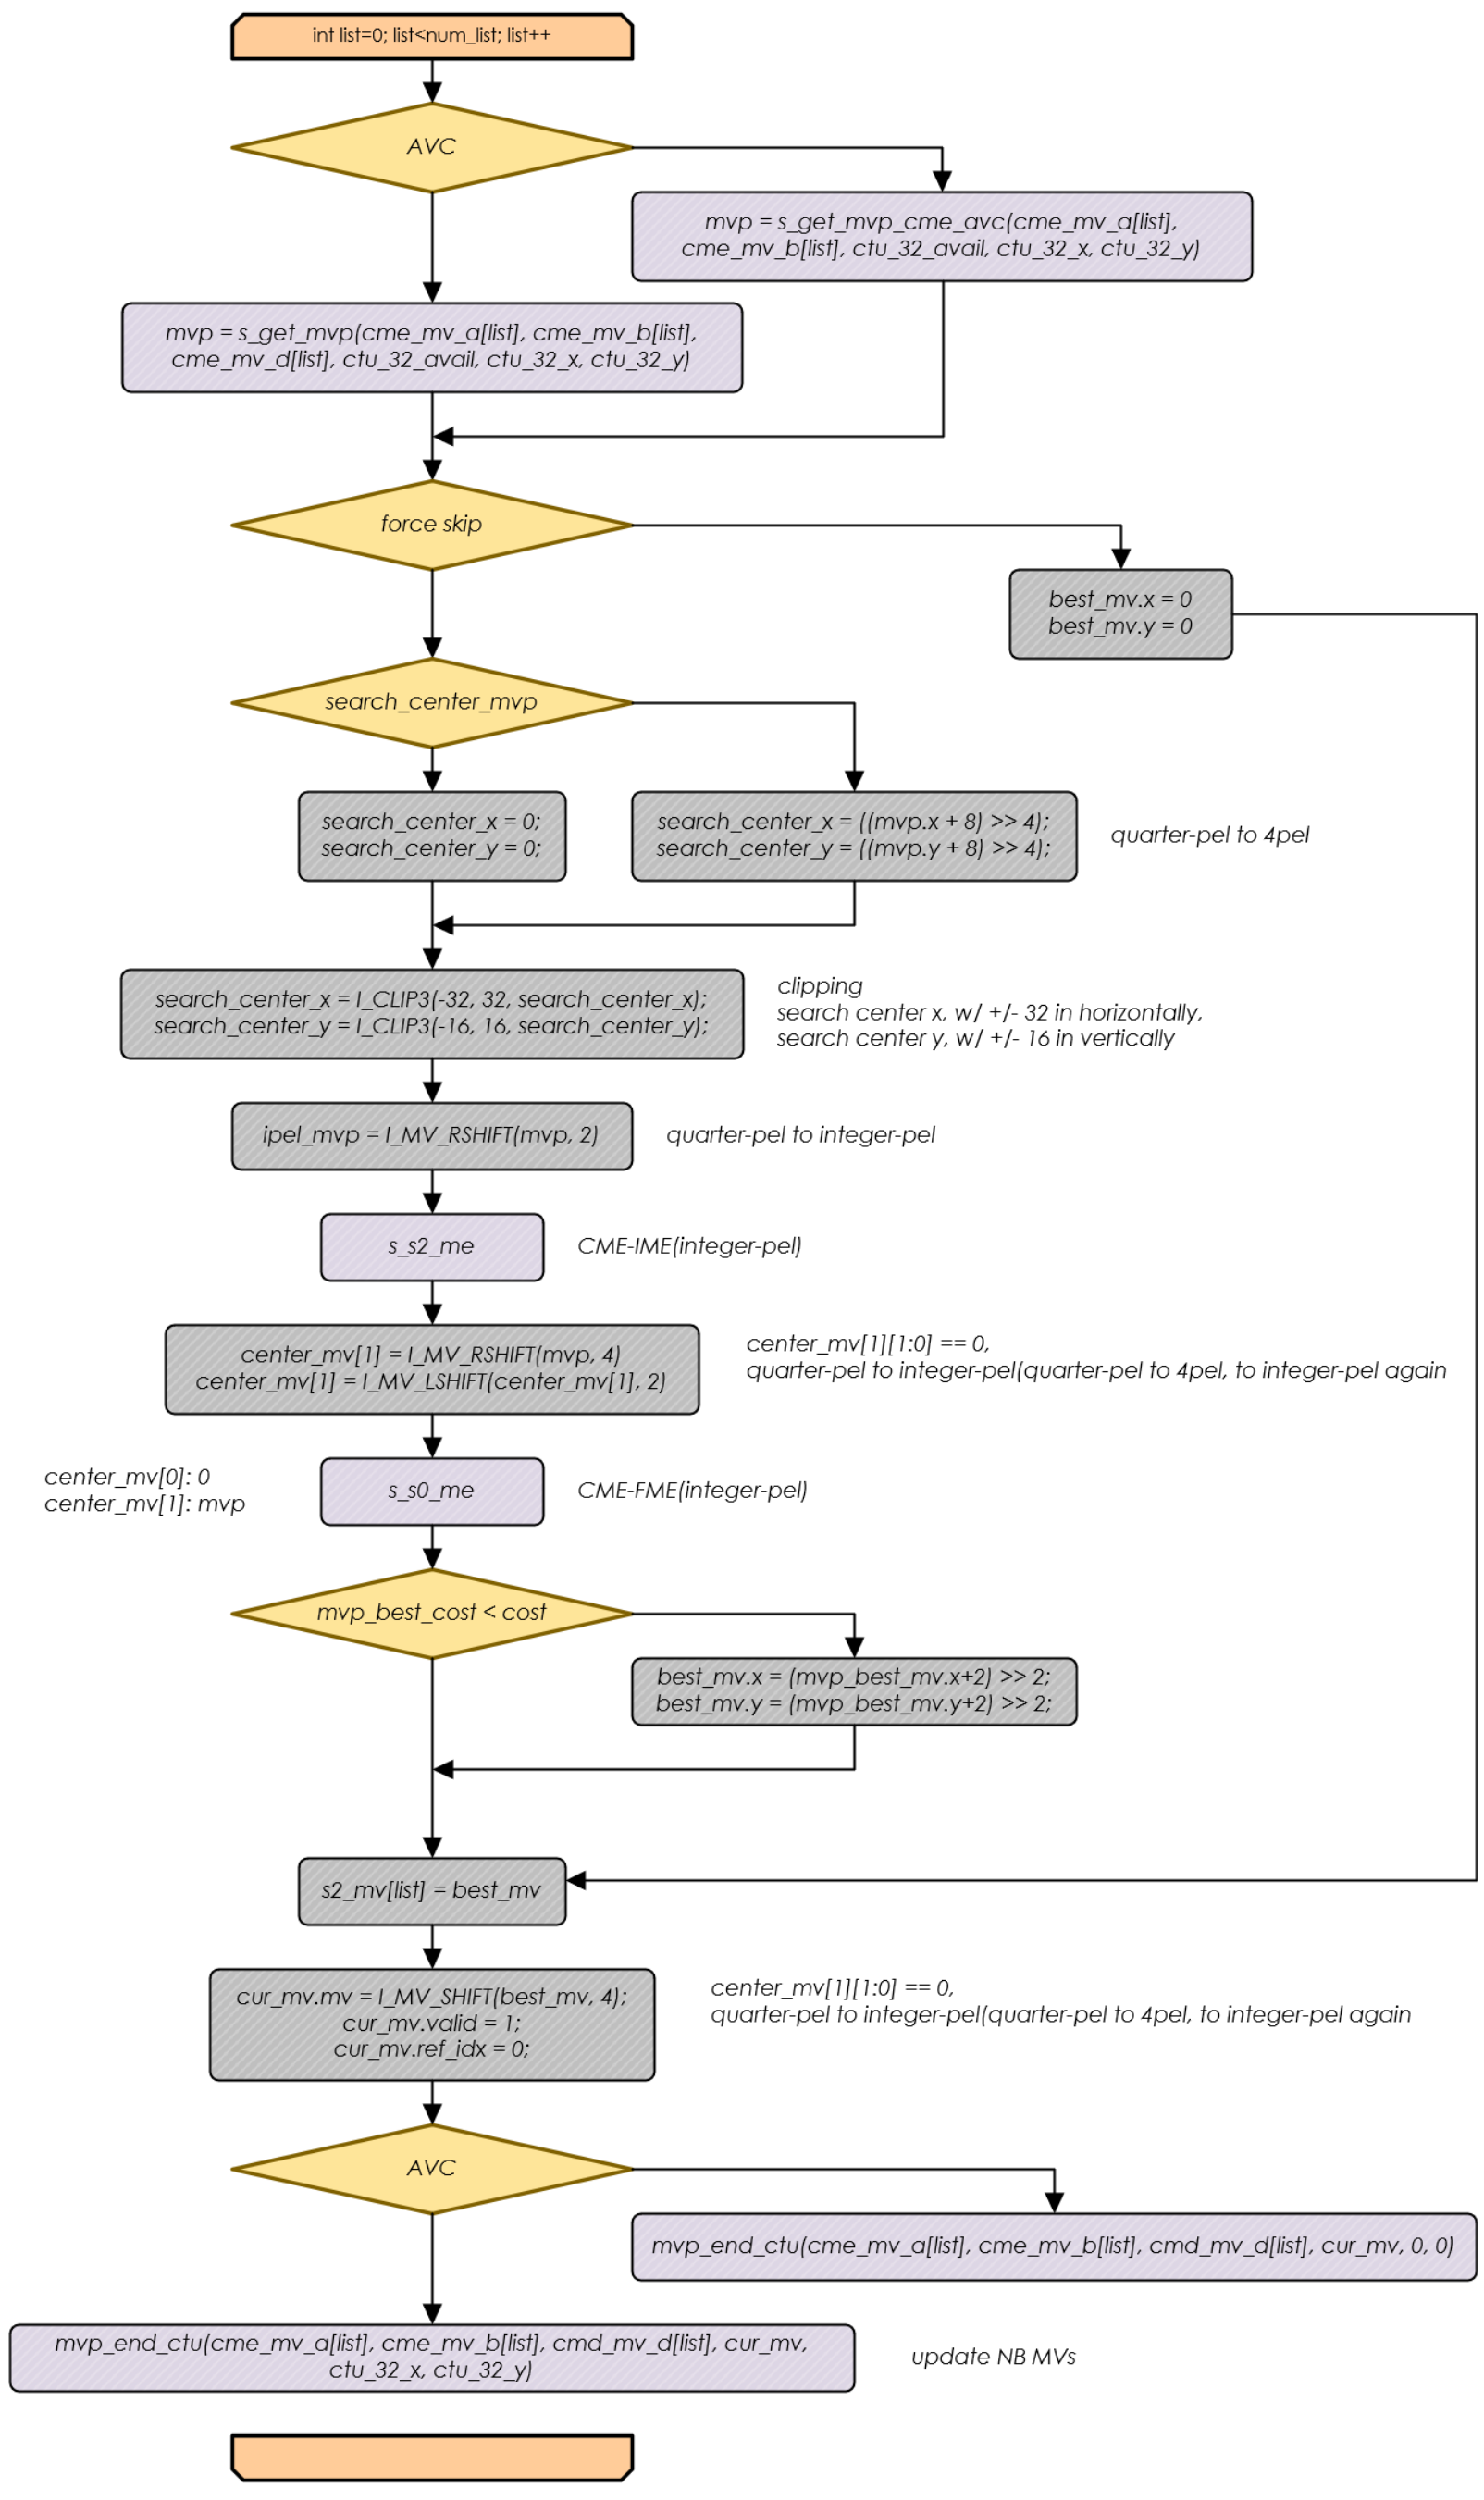 int list=0; list<num_list; list++
AVC
mvp = s_get_mvp_cme_avc(cme_mv_a[list],
cme_mv_b[list], ctu_32_avail, ctu_32_x, ctu_32_y)
mvp = s_get_mvp(cme_mv_a[list], cme_mv_b[list],
cme_mv_d[list], ctu_32_avail, ctu_32_x, ctu_32_y)
force skip
best_mv.x = 0
best_mv.y = 0
search_center_mvp
search_center_x = 0;
search_center_y = 0;
search_center_x = ((mvp.x + 8) >> 4);
search_center_y = ((mvp.y + 8) >> 4);
quarter-pel to 4pel
search_center_x = I_CLIP3(-32, 32, search_center_x);
search_center_y = I_CLIP3(-16, 16, search_center_y);
clipping
search center x, w/ +/- 32 in horizontally,
search center y, w/ +/- 16 in vertically
ipel_mvp = I_MV_RSHIFT(mvp, 2)
quarter-pel to integer-pel
s_s2_me
CME-IME(integer-pel)
center_mv[1] = I_MV_RSHIFT(mvp, 4)
center_mv[1] = I_MV_LSHIFT(center_mv[1], 2)
center_mv[1][1:0] == 0,
quarter-pel to integer-pel(quarter-pel to 4pel, to integer-pel again
center_mv[0]: 0
center_mv[1]: mvp
s_s0_me
CME-FME(integer-pel)
mvp_best_cost < cost
best_mv.x = (mvp_best_mv.x+2) >> 2;
best_mv.y = (mvp_best_mv.y+2) >> 2;
s2_mv[list] = best_mv
cur_mv.mv = I_MV_SHIFT(best_mv, 4);
cur_mv.valid = 1;
cur_mv.ref_idx = 0;
center_mv[1][1:0] == 0,
quarter-pel to integer-pel(quarter-pel to 4pel, to integer-pel again
AVC
mvp_end_ctu(cme_mv_a[list], cme_mv_b[list], cmd_mv_d[list], cur_mv, 0, 0)
mvp_end_ctu(cme_mv_a[list], cme_mv_b[list], cmd_mv_d[list], cur_mv,
ctu_32_x, ctu_32_y)
update NB MVs